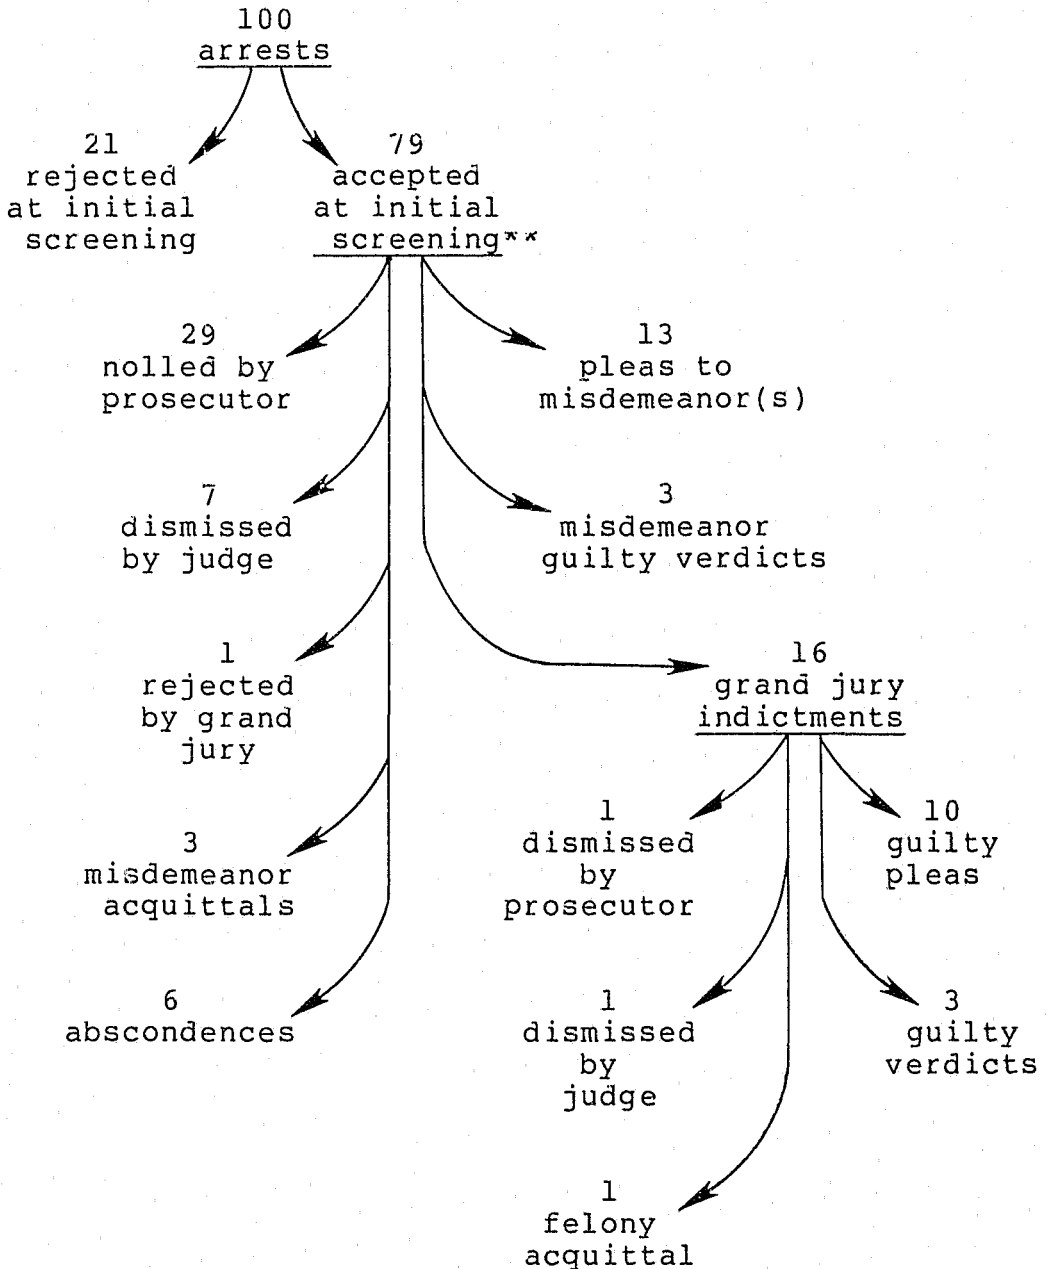 100
arrests
21
rejected
at initial
screening
79
accepted
at initial
screening**
29
nolled by
prosecutor
13
pleas to
misdemeanor(s)
7
dismissed
by judge
3
misdemeanor
guilty verdicts
1
rejected
by grand
jury
16
grand jury
indictments
3
misdemeanor
acquittals
1
dismissed
by
prosecutor
10
guilty
pleas
6
abscondences
1
dismissed
by
judge
3
guilty
verdicts
1
felony
acquittal